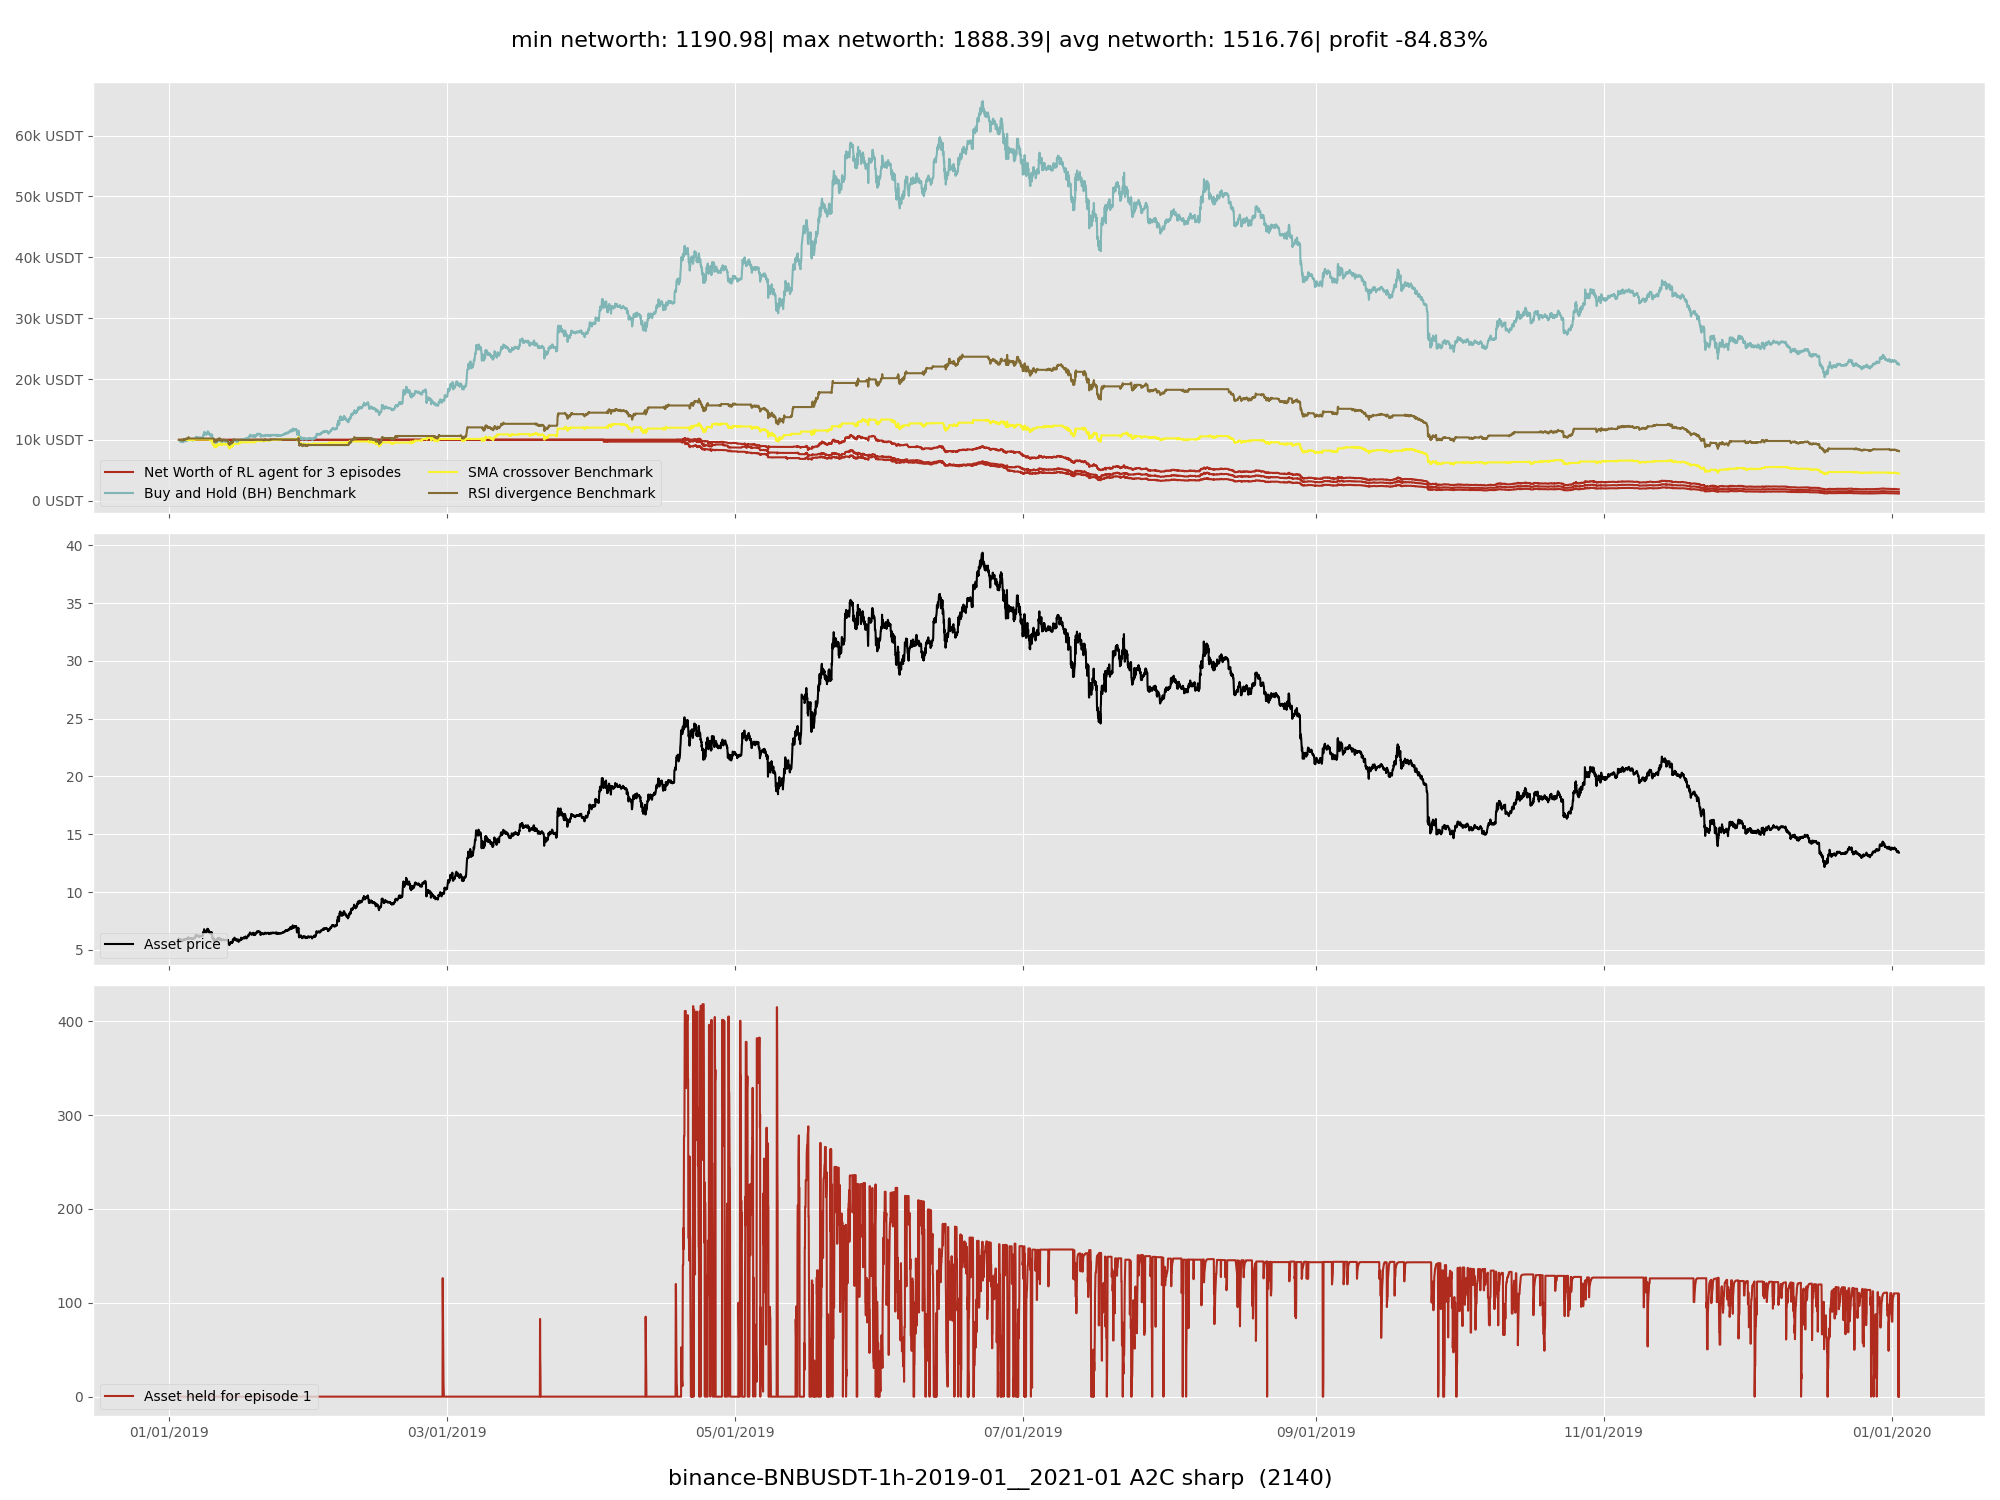 min networth: 1190.98| max networth: 1888.39| avg networth: 1516.76| profit -84.83%
60k USDT
50k USDT
40k USDT
30k USDT
20k USDT
10k USDT
0 USDT
Net Worth of RL agent for 3 episodes
Buy and Hold (BH) Benchmark
SMA crossover Benchmark
RSI divergence Benchmark
40
35
30
25
20
15
10
5
Asset price
400
300
200
100
0
Asset held for episode 1
01/01/2019 03/01/2019 05/01/2019 07/01/2019 09/01/2019 11/01/2019 01/01/2020
binance-BNBUSDT-1h-2019-01__2021-01 A2C sharp (2140)